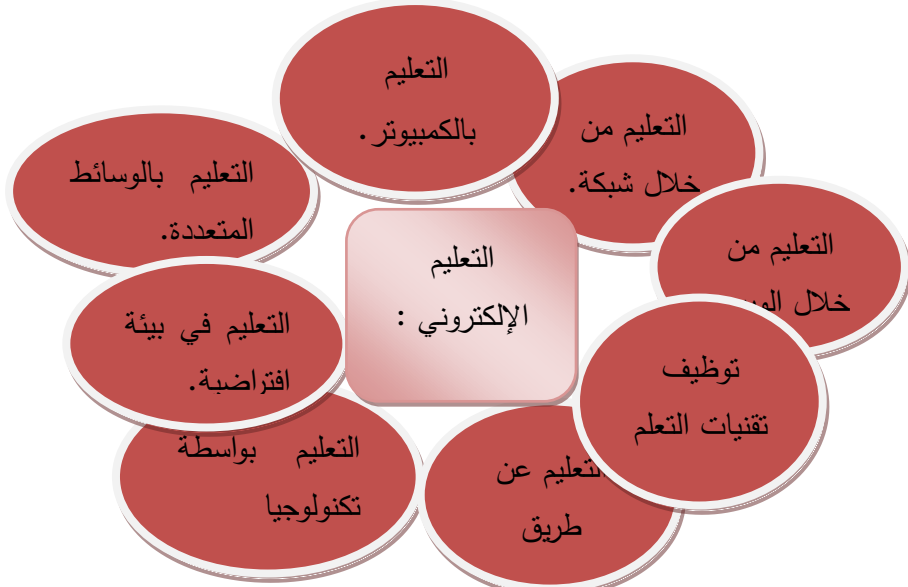 التعليم
بالكمبيوتر.
التعليم من
خلال شبكة.
التعليم من
خلال
توظيف
تقنيات التعلم
التعليم عن
طريق
التعليم بواسطة
تكنولوجيا
التعليم في بيئة
افتراضية.
التعليم بالوسائط
المتعددة.
التعليم
الإلكتروني :